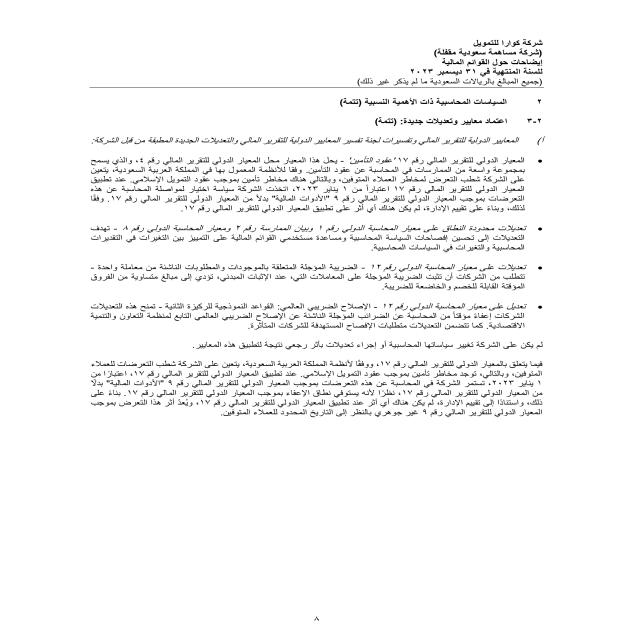 شركة كوارا للتمويل
(شركة مساهمة سعودية مقفلة)
إيضاحات حول القوائم المالية
للسنة المنتهية في ٣١ ديسمبر ٢٠٢٣
(جميع المبالغ بالريالات السعودية ما لم يذكر غير ذلك)
٢ السياسات المحاسبية ذات الأهمية النسبية (تتمة)
٢-٣ اعتماد معايير وتعديلات جديدة: (تتمة)
أ) المعايير الدولية للتقرير المالي وتفسيرات لجنة تفسير المعايير الدولية للتقرير المالي والتعديلات الجديدة المطبقة من قبل الشركة:
• المعيار الدولي للتقرير المالي رقم ١٧ "عقود التأمين" - يحل هذا المعيار محل المعيار الدولي للتقرير المالي رقم ٤، والذي يسمح
بمجموعة واسعة من الممارسات في المحاسبة عن عقود التأمين. وفقا للأنظمة المعمول بها في المملكة العربية السعودية، يتعين
على الشركة شطب التعرض لمخاطر العملاء المتوفين، وبالتالي هناك مخاطر تأمين بموجب عقود التمويل الإسلامي. عند تطبيق
المعيار الدولي للتقرير المالي رقم ١٧ اعتباراً من ١ يناير ٢٠٢٣، اتخذت الشركة سياسة اختيار لمواصلة المحاسبة عن هذه
التعرضات بموجب المعيار الدولي للتقرير المالي رقم ٩ "الأدوات المالية" بدلاً من المعيار الدولي للتقرير المالي رقم ١٧. وفقًا
لذلك، وبناءً على تقييم الإدارة، لم يكن هناك أي أثر على تطبيق المعيار الدولي للتقرير المالي رقم ١٧.
• تعديلات محدودة النطاق على معيار المحاسبة الدولي رقم ١ وبيان الممارسة رقم ٢ ومعيار المحاسبة الدولي رقم ٨ - تهدف
التعديلات إلى تحسين إفصاحات السياسة المحاسبية ومساعدة مستخدمي القوائم المالية على التمييز بين التغيرات في التقديرات
المحاسبية والتغيرات في السياسات المحاسبية.
• تعديلات على معيار المحاسبة الدولي رقم ١٢ - الضريبة المؤجلة المتعلقة بالموجودات والمطلوبات الناشئة من معاملة واحدة -
تتطلب من الشركات أن تثبت الضريبة المؤجلة على المعاملات التي، عند الإثبات المبدئي، تؤدي إلى مبالغ متساوية من الفروق
المؤقتة القابلة للخصم والخاضعة للضريبة.
• تعديل على معيار المحاسبة الدولي رقم ١٢ - الإصلاح الضريبي العالمي: القواعد النموذجية للركيزة الثانية - تمنح هذه التعديلات
الشركات إعفاء مؤقتاً من المحاسبة عن الضرائب المؤجلة الناشئة عن الإصلاح الضريبي العالمي التابع لمنظمة التعاون والتنمية
الاقتصادية. كما تتضمن التعديلات متطلبات الإفصاح المستهدفة للشركات المتأثرة.
لم يكن على الشركة تغيير سياساتها المحاسبية أو إجراء تعديلات بأثر رجعي نتيجة لتطبيق هذه المعايير.
فيما يتعلق بالمعيار الدولي للتقرير المالي رقم ١٧، ووفقًا لأنظمة المملكة العربية السعودية، يتعين على الشركة شطب التعرضات للعملاء
المتوفين، وبالتالي، توجد مخاطر تأمين بموجب عقود التمويل الإسلامي. عند تطبيق المعيار الدولي للتقرير المالي رقم ١٧، اعتبارًا من
١ يناير ٢٠٢٣، تستمر الشركة في المحاسبة عن هذه التعرضات بموجب المعيار الدولي للتقرير المالي رقم ٩ "الأدوات المالية" بدلًا
من المعيار الدولي للتقرير المالي رقم ١٧، نظرًا لأنه يستوفي نطاق الإعفاء بموجب المعيار الدولي للتقرير المالي رقم ١٧. بناءً على
ذلك، واستنادًا إلى تقييم الإدارة، لم يكن هناك أي أثر عند تطبيق المعيار الدولي للتقرير المالي رقم ١٧، ويُعدّ أثر هذا التعرض بموجب
المعيار الدولي للتقرير المالي رقم ٩ غير جوهري بالنظر إلى التاريخ المحدود للعملاء المتوفين.
٨